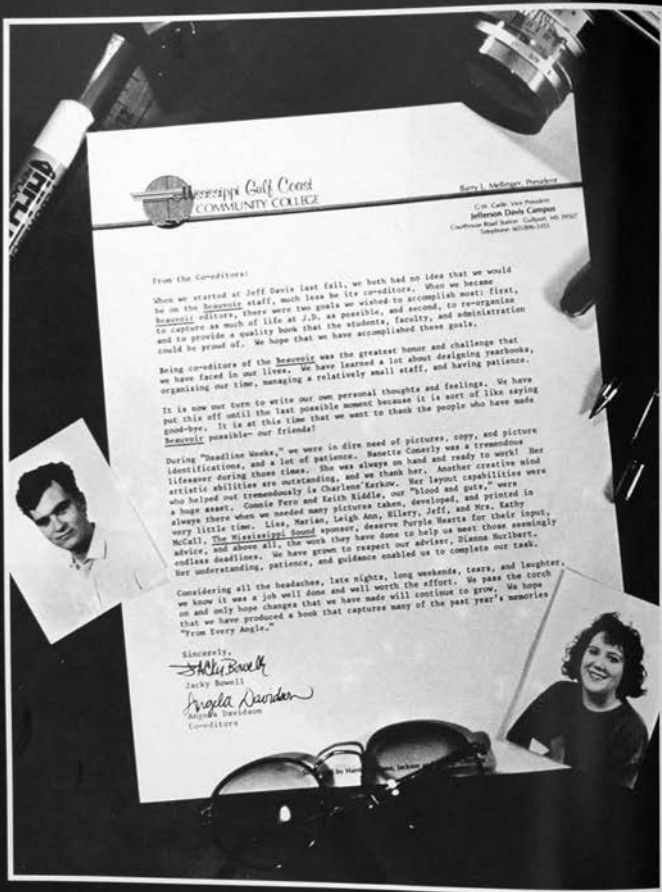 Mississippi Gulf Coast
COMMUNITY COLLEGE
Barry L. Mellinger, President
G.W. Cadle, Vice President
Jefferson Davis Campus
Courthouse Road Station Gulfport, MS 39507
Telephone
From the Co-editors:
When we started at Jeff Davis last fall, we both had no idea that we would
be on the Beauvoir staff, much less be its co-editors. When we became
Beauvoir editors, there were two goals we wished to accomplish most: first,
to capture as much of life at J.D. as possible, and second, to re-organize
and to provide a quality book that the students, faculty, and administration
could be proud of. We hope that we have accomplished these goals.
Being co-editors of the Beauvoir was the greatest honor and challenge that
we have faced in our lives. We have learned a lot about designing yearbooks,
organizing our time, managing a relatively small staff, and having patience.
It is now our turn to write our own personal thoughts and feelings. We have
put this off until the last possible moment because it is sort of like saying
good-bye. It is at this time that we want to thank the people who have made
Beauvoir possible- our friends!
During "Deadline Weeks," we were in dire need of pictures, copy, and picture
identifications, and a lot of patience. Nanette Comerly was a tremendous
lifesaver during those times. She was always on hand and ready to work! Her
artistic abilities are outstanding, and we thank her. Another creative mind
who helped out tremendously is Charlene Karkow. Her layout capabilities were
a huge asset. Connie Fero and Keith Riddle, our "blood and guts," were
always there when we needed many pictures taken, developed, and printed in
very little time. Lisa, Marian, Leigh Ann, Hilery, Jeff, and Mrs. Kathy
McCall, The Mississippi Sound sponsor, deserve Purple Hearts for their input,
advice, and above all, the work they have done to help us meet those seemingly
endless deadlines. We have grown to respect our adviser, Dianna Hurlbert.
Her understanding, patience, and guidance enabled us to complete our task.
Considering all the headaches, late nights, long weekends, tears, and laughter,
we know it was a job well done and well worth the effort. We pass the torch
on and only hope changes that we have made will continue to grow. We hope
that we have produced a book that captures many of the past year's memories
"From Every Angle."
Sincerely,
Jacky Bowell
Jacky Bowell
Angela Davidson
Angela Davidson
Co-editors